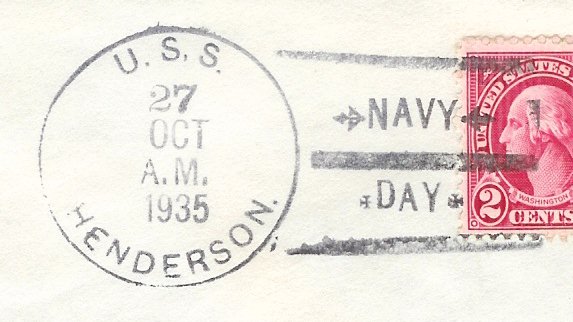 U.S.S.
27
OCT
A.M.
1935
HENDERSON.
NAVY
DAY
UNITED STATES
WASHINGTON
2 CENTS